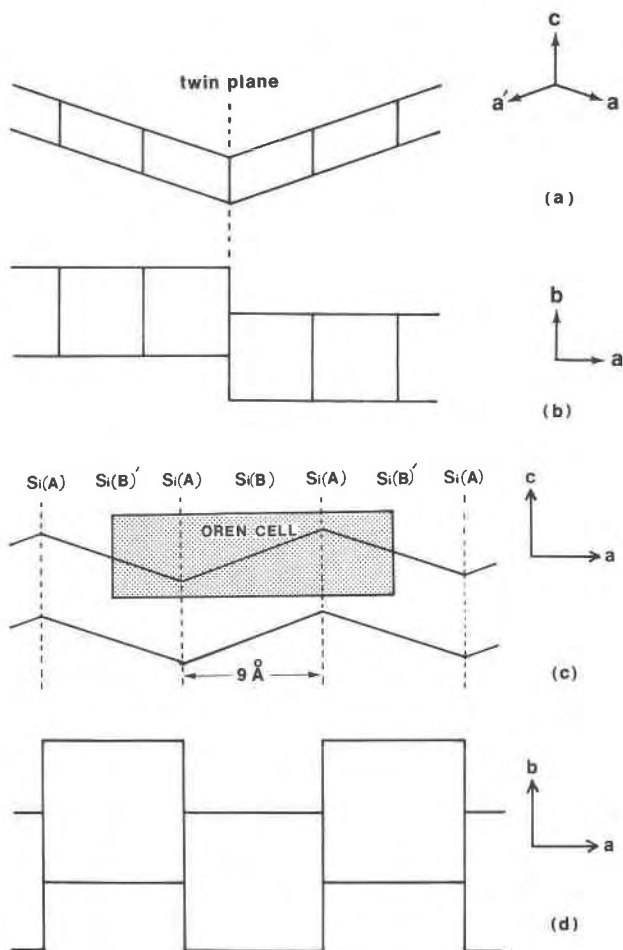 c
a′ a
twin plane
(a)
b
a
(b)
Si(A) Si(B)′ Si(A) Si(B) Si(A) Si(B)′ Si(A)
c
OREN CELL
a
9 Å
(c)
b
a
(d)